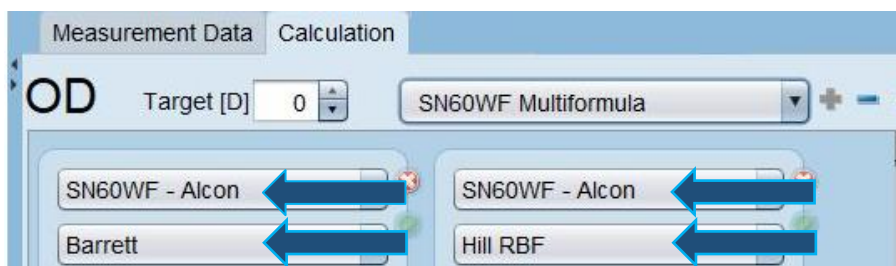 Measurement Data Calculation
OD Target [D] 0 SN60WF Multiformula
SN60WF - Alcon SN60WF - Alcon
Barrett Hill RBF